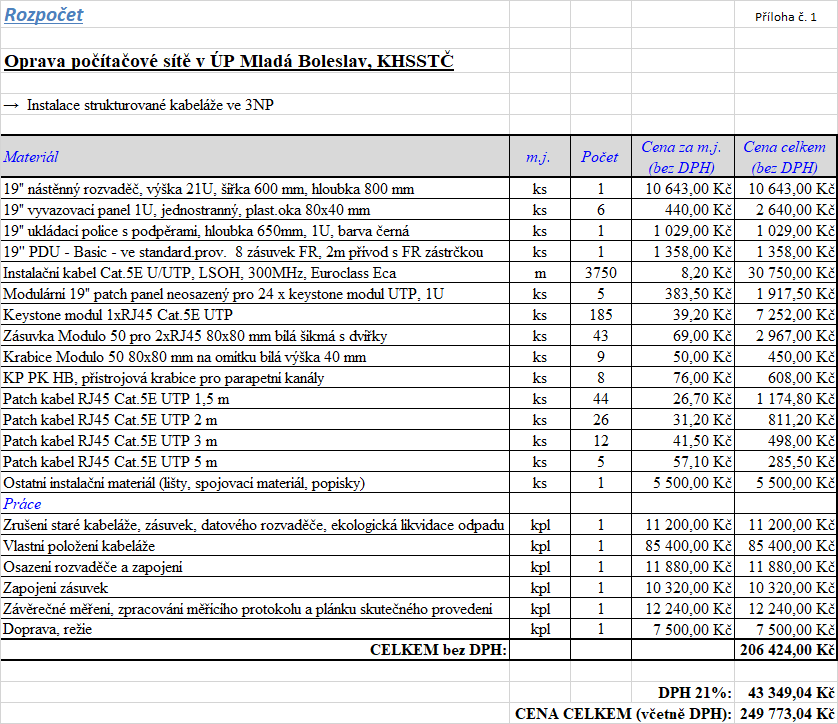 Rozpočet Příloha č. 1
Oprava počítačové sítě v ÚP Mladá Boleslav, KHSSTČ
→ Instalace strukturované kabeláže ve 3NP
Materiál m.j. Počet Cena za m.j. (bez DPH) Cena celkem (bez DPH)
19" nástěnný rozvaděč, výška 21U, šířka 600 mm, hloubka 800 mm ks 1 10 643,00 Kč 10 643,00 Kč
19" vyvazovací panel 1U, jednostranný, plast.oka 80x40 mm ks 6 440,00 Kč 2 640,00 Kč
19" ukládací police s podpěrami, hloubka 650mm, 1U, barva černá ks 1 1 029,00 Kč 1 029,00 Kč
19" PDU - Basic - ve standard.prov. 8 zásuvek FR, 2m přívod s FR zástrčkou ks 1 1 358,00 Kč 1 358,00 Kč
Instalační kabel Cat.5E U/UTP, LSOH, 300MHz, Euroclass Eca m 3750 8,20 Kč 30 750,00 Kč
Modulární 19" patch panel neosazený pro 24 x keystone modul UTP, 1U ks 5 383,50 Kč 1 917,50 Kč
Keystone modul 1xRJ45 Cat.5E UTP ks 185 39,20 Kč 7 252,00 Kč
Zásuvka Modulo 50 pro 2xRJ45 80x80 mm bílá šikmá s dvířky ks 43 69,00 Kč 2 967,00 Kč
Krabice Modulo 50 80x80 mm na omítku bílá výška 40 mm ks 9 50,00 Kč 450,00 Kč
KP PK HB, přístrojová krabice pro parapetní kanály ks 8 76,00 Kč 608,00 Kč
Patch kabel RJ45 Cat.5E UTP 1,5 m ks 44 26,70 Kč 1 174,80 Kč
Patch kabel RJ45 Cat.5E UTP 2 m ks 26 31,20 Kč 811,20 Kč
Patch kabel RJ45 Cat.5E UTP 3 m ks 12 41,50 Kč 498,00 Kč
Patch kabel RJ45 Cat.5E UTP 5 m ks 5 57,10 Kč 285,50 Kč
Ostatní instalační materiál (lišty, spojovací materiál, popisky) ks 1 5 500,00 Kč 5 500,00 Kč
Práce
Zrušení staré kabeláže, zásuvek, datového rozvaděče, ekologická likvidace odpadu kpl 1 11 200,00 Kč 11 200,00 Kč
Vlastní položení kabeláže kpl 1 85 400,00 Kč 85 400,00 Kč
Osazení rozvaděče a zapojení kpl 1 11 880,00 Kč 11 880,00 Kč
Zapojení zásuvek kpl 1 10 320,00 Kč 10 320,00 Kč
Závěrečné měření, zpracování měřícího protokolu a plánku skutečného provedení kpl 1 12 240,00 Kč 12 240,00 Kč
Doprava, režie kpl 1 7 500,00 Kč 7 500,00 Kč
CELKEM bez DPH: 206 424,00 Kč
DPH 21%: 43 349,04 Kč
CENA CELKEM (včetně DPH): 249 773,04 Kč